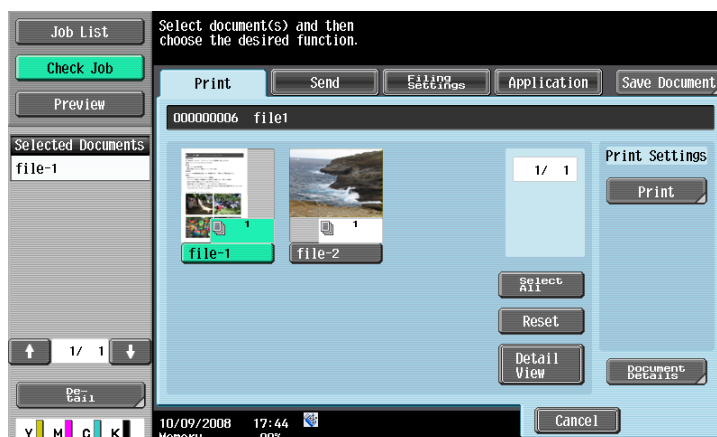 Job List
Check Job
Preview
Selected Documents
file-1
1/ 1
De-
tail
Y M C K
Select document(s) and then
choose the desired function.
Print
Send
Filing
Settings
Application
Save Document
000000006 file1
1
file-1
1
file-2
1/ 1
Select
All
Reset
Detail
View
Print Settings
Print
Document
Details
10/09/2008 17:44
Memory
Cancel